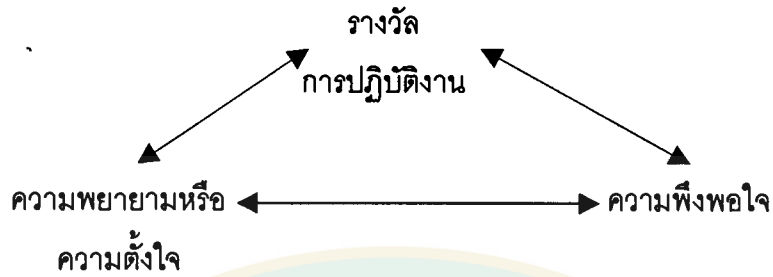 รางวัล
การปฏิบัติงาน
ความพยายามหรือ
ความตั้งใจ
ความพึงพอใจ